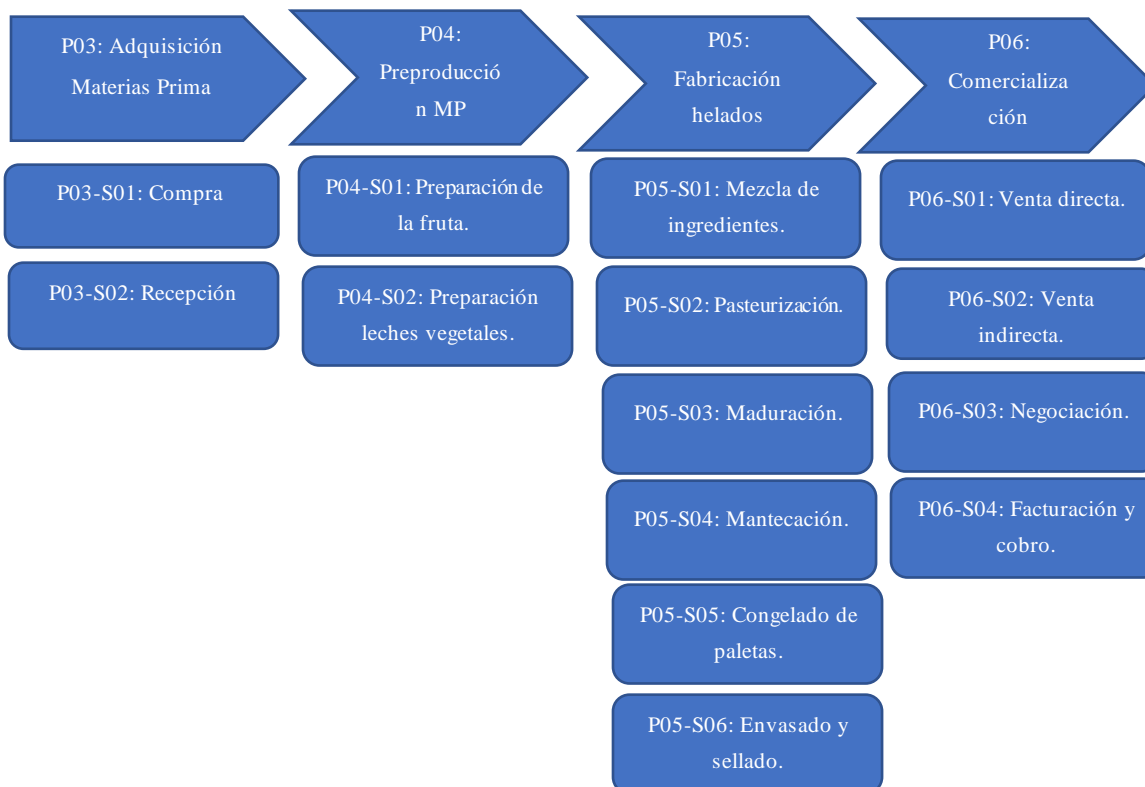 P03: Adquisición
Materias Prima
P04:
Preproducció
n MP
P05:
Fabricación
helados
P06:
Comercializa
ción
P03-S01: Compra
P03-S02: Recepción
P04-S01: Preparación de
la fruta.
P04-S02: Preparación
leches vegetales.
P05-S01: Mezcla de
ingredientes.
P05-S02: Pasteurización.
P05-S03: Maduración.
P05-S04: Mantecación.
P05-S05: Congelado de
paletas.
P05-S06: Envasado y
sellado.
P06-S01: Venta directa.
P06-S02: Venta
indirecta.
P06-S03: Negociación.
P06-S04: Facturación y
cobro.